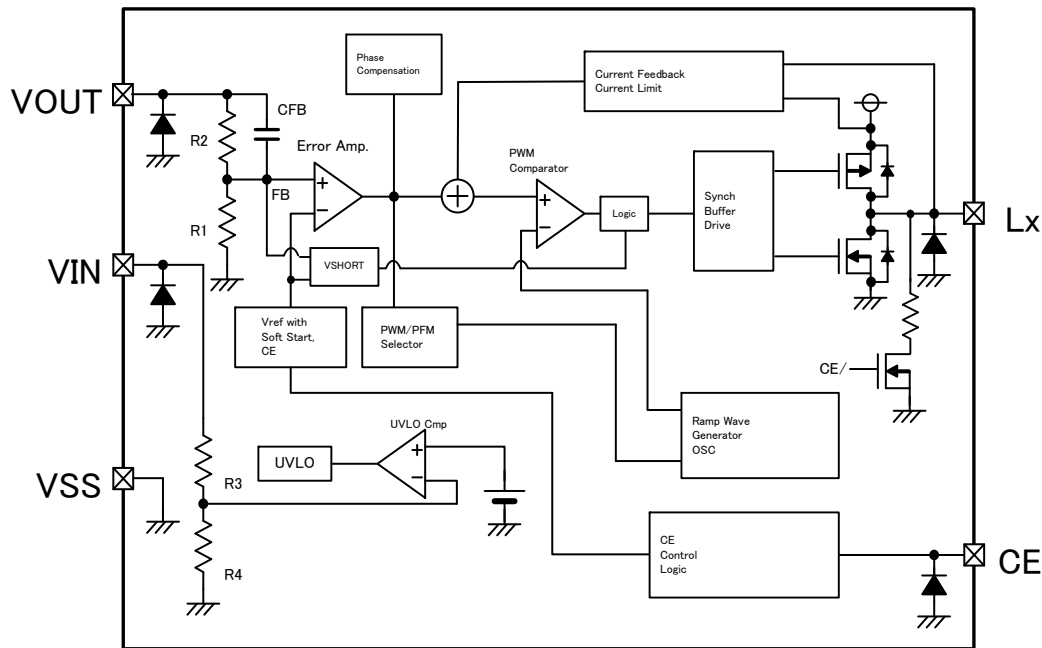 Phase
Compensation
Current Feedback
Current Limit
VOUT
CFB
R2
Error Amp.
PWM
Comparator
+
-
FB
+
+
-
Logic
Synch
Buffer
Drive
Lx
R1
VSHORT
VIN
Vref with
Soft Start,
CE
PWM/PFM
Selector
CE/
Ramp Wave
Generator
OSC
UVLO Cmp
UVLO
+
-
R3
VSS
CE
Control
Logic
CE
R4